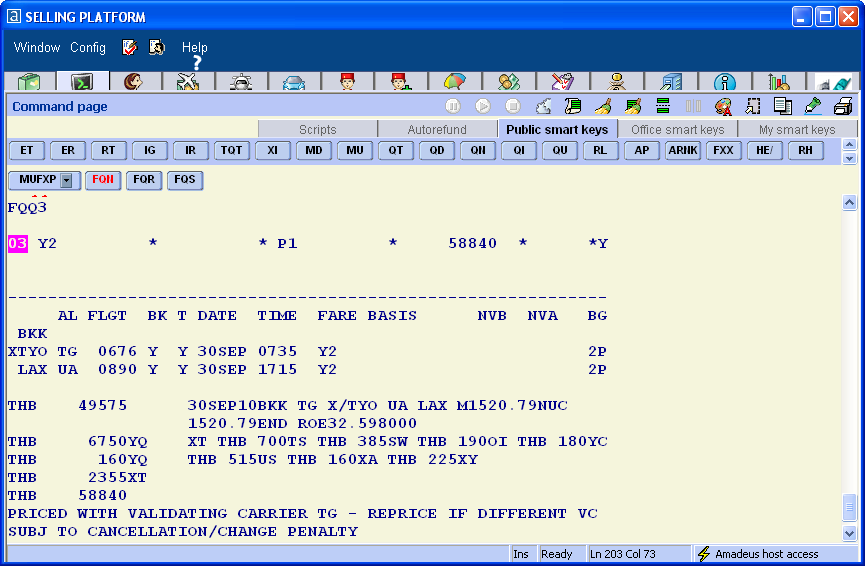 a SELLING PLATFORM
Window Config Help
?
Command page
Scripts Autorefund Public smart keys Office smart keys My smart keys
ET ER RT IG IR TQT XI MD MU QT QD QN QI QU RL AP ARNK FXX HE/ RH
MUFXP FQN FQR FQS
FQQ3
03 Y2 * * P1 * 58840 * *Y
------------------------------------------------------------
AL FLGT BK T DATE TIME FARE BASIS NVB NVA BG
BKK
XTYO TG 0676 Y Y 30SEP 0735 Y2 2P
LAX UA 0890 Y Y 30SEP 1715 Y2 2P
THB 49575 30SEP10BKK TG X/TYO UA LAX M1520.79NUC
1520.79END ROE32.598000
THB 6750YQ XT THB 700TS THB 385SW THB 190OI THB 180YC
THB 160YQ THB 515US THB 160XA THB 225XY
THB 2355XT
THB 58840
PRICED WITH VALIDATING CARRIER TG - REPRICE IF DIFFERENT VC
SUBJ TO CANCELLATION/CHANGE PENALTY
Ins Ready Ln 203 Col 73 Amadeus host access